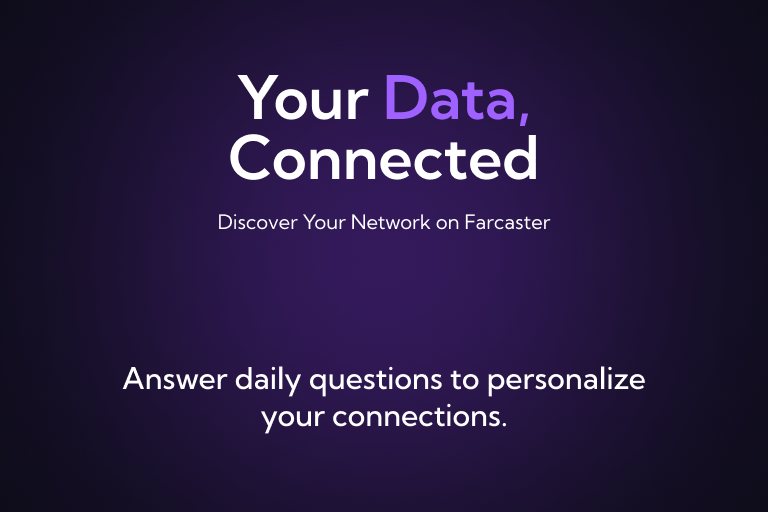 Your Data,
Connected
Discover Your Network on Farcaster
Answer daily questions to personalize
your connections.